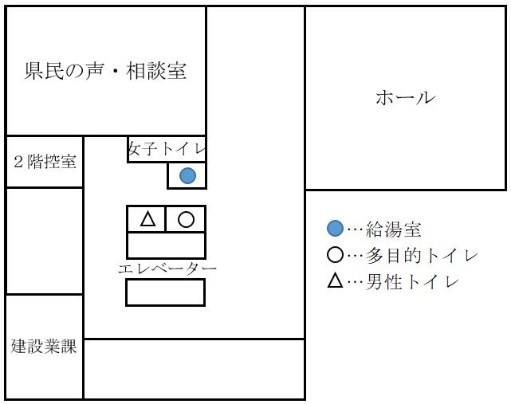 県民の声・相談室
ホール
女子トイレ
２階控室
エレベーター
建設業課
…給湯室
…多目的トイレ
…男性トイレ